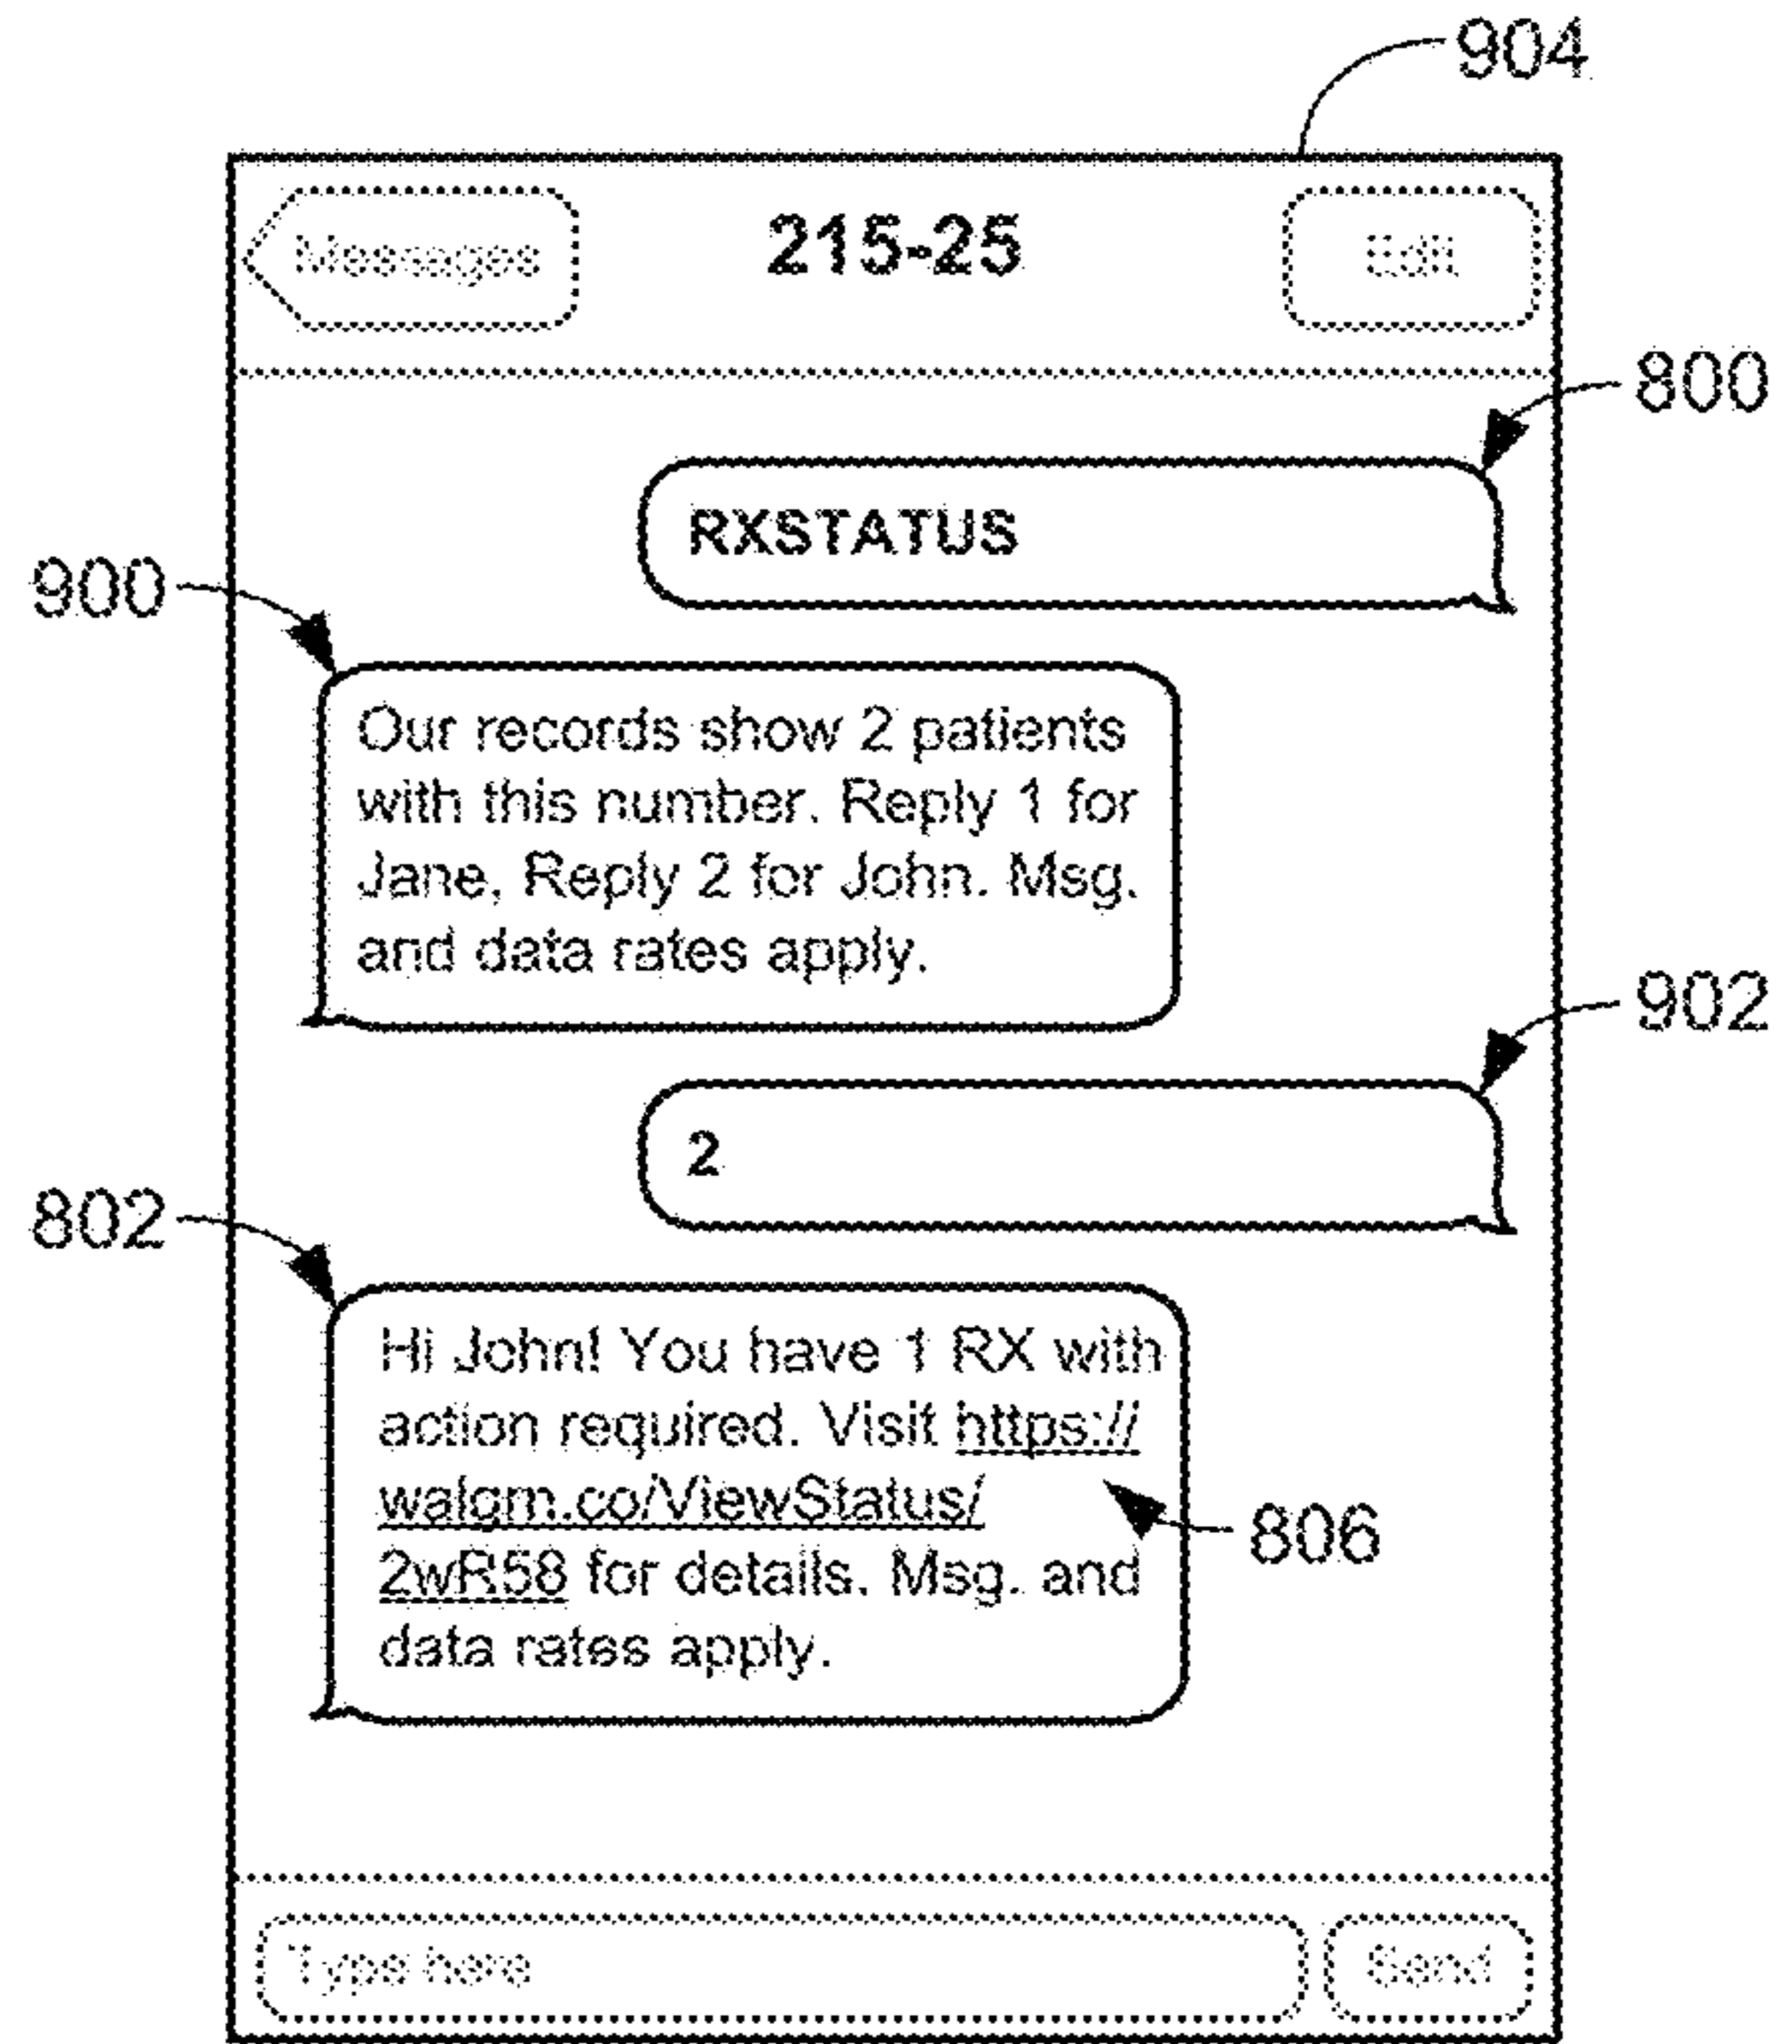 904
Messages 215-25 Edit
800
RXSTATUS
900
Our records show 2 patients
with this number. Reply 1 for
Jane, Reply 2 for John. Msg.
and data rates apply.
902
2
802
Hi John! You have 1 RX with
action required. Visit https://
walgrn.co/ViewStatus/
2wR58 for details. Msg. and
data rates apply.
806
Type here Send